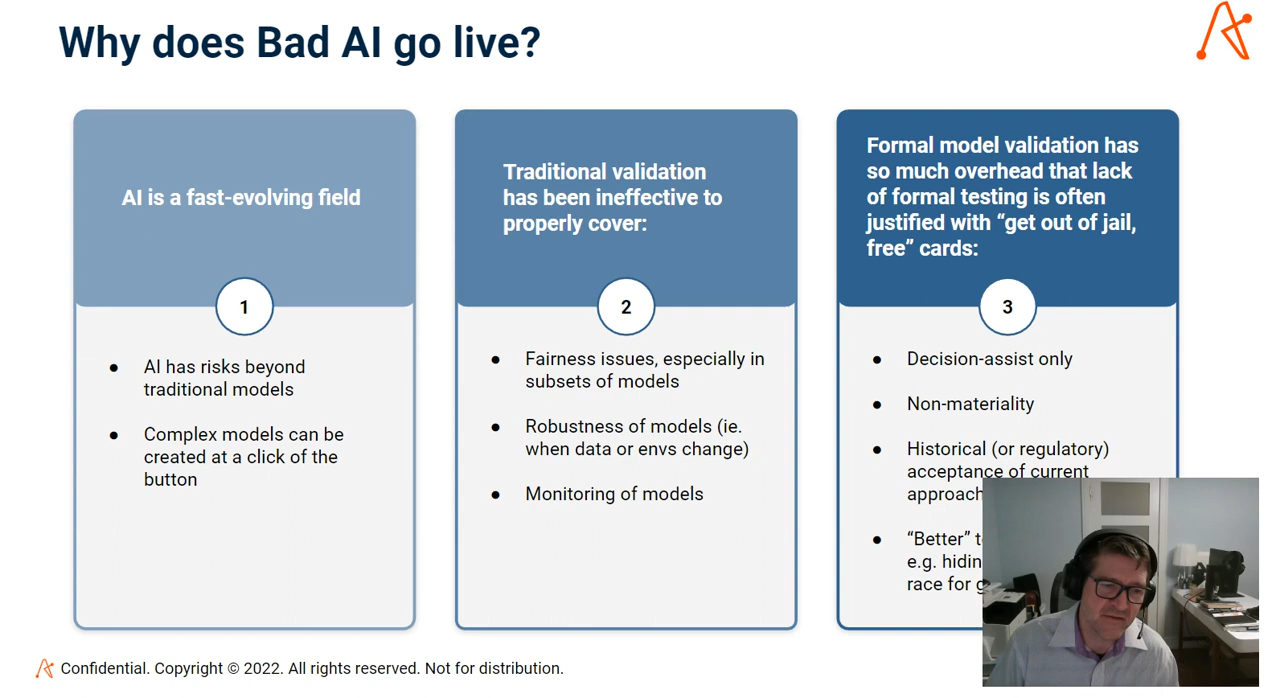 Why does Bad AI go live?
AI is a fast-evolving field
1
● AI has risks beyond
traditional models
● Complex models can be
created at a click of the
button
Traditional validation
has been ineffective to
properly cover:
2
● Fairness issues, especially in
subsets of models
● Robustness of models (ie.
when data or envs change)
● Monitoring of models
Formal model validation has
so much overhead that lack
of formal testing is often
justified with “get out of jail,
free” cards:
3
● Decision-assist only
● Non-materiality
● Historical (or regulatory)
acceptance of current
approach
● “Better”
e.g.
race for
Confidential. Copyright © 2022. All rights reserved. Not for distribution.